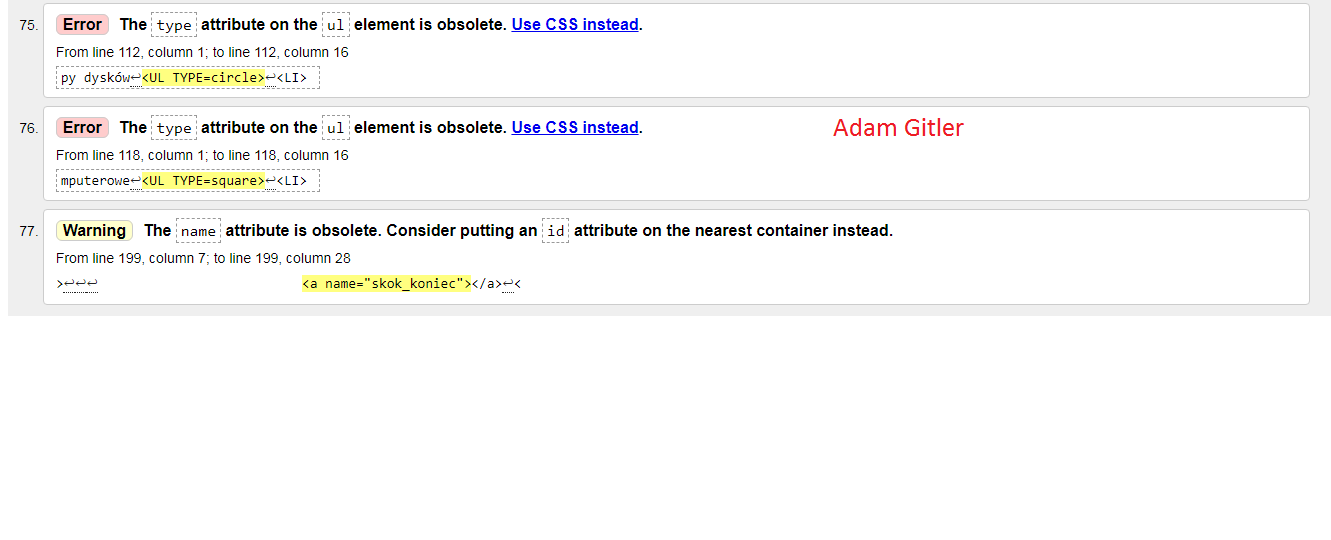 75. Error The type attribute on the ul element is obsolete. Use CSS instead.
From line 112, column 1; to line 112, column 16
py dysków↩<UL TYPE=circle>↩<LI>
76. Error The type attribute on the ul element is obsolete. Use CSS instead.
Adam Gitler
From line 118, column 1; to line 118, column 16
mputerowe↩<UL TYPE=square>↩<LI>
77. Warning The name attribute is obsolete. Consider putting an id attribute on the nearest container instead.
From line 199, column 7; to line 199, column 28
>↩↩↩ <a name="skok_koniec"></a>↩<